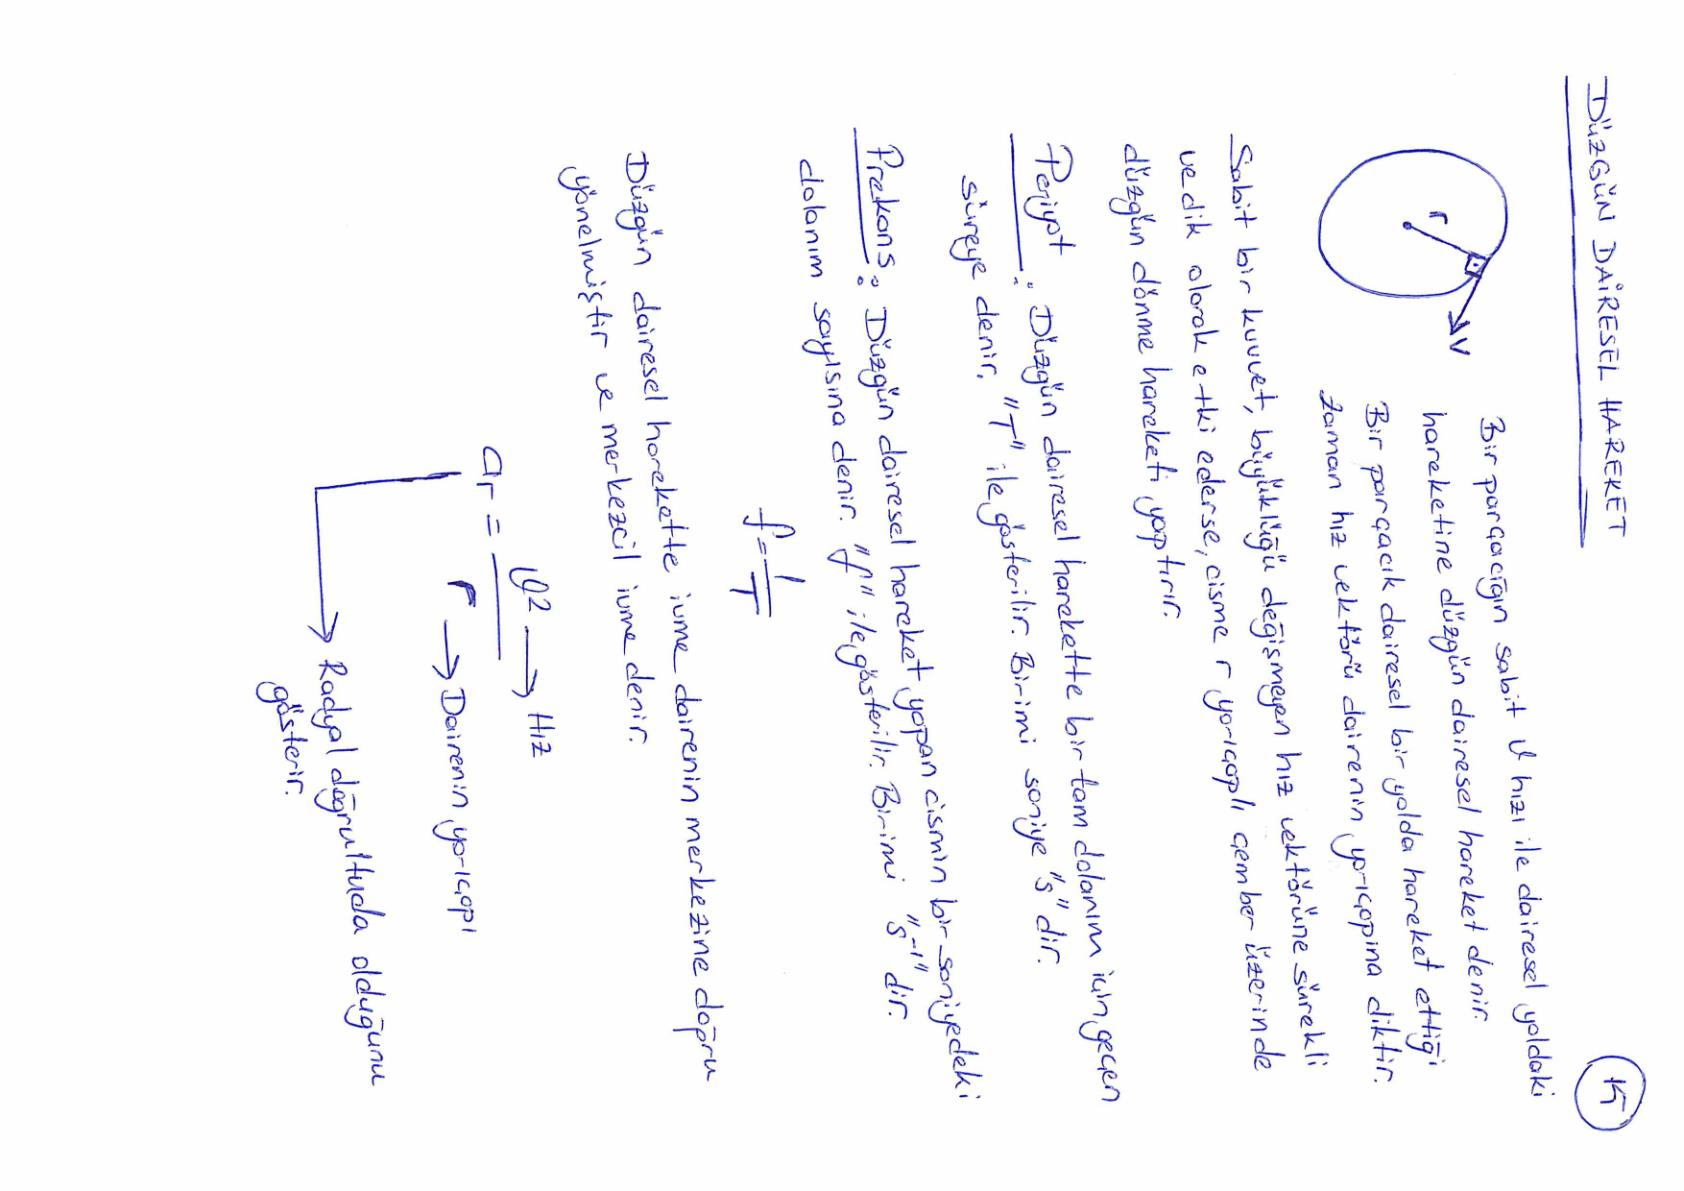 DÜZGÜN DAİRESEL HAREKET
15
r
V
Bir parçacığın sabit v hızı ile dairesel yoldaki
hareketine düzgün dairesel hareket denir.
Bir parçacık dairesel bir yolda hareket ettiği
zaman hız vektörü dairenin yarıçapına diktir.
Sabit bir kuvvet, büyüklüğü değişmeyen hız vektörüne sürekli
ve dik olarak etki ederse, cisme r yarıçaplı çember üzerinde
düzgün dönme hareketi yaptırır.
Periyot : Düzgün dairesel harekette bir tam dolanım için geçen
süreye denir. "T" ile gösterilir. Birimi saniye "s" dir.
Frekans : Düzgün dairesel hareket yapan cismin bir saniyedeki
dolanım sayısına denir. "f" ile gösterilir. Birimi "s⁻¹" dir.
f = 1/T
Düzgün dairesel harekette ivme dairenin merkezine doğru
yönelmiştir ve merkezcil ivme denir.
ar = v² / r
→ Hız
→ Dairenin yarıçapı
→ Radyal doğrultuda olduğunu
gösterir.